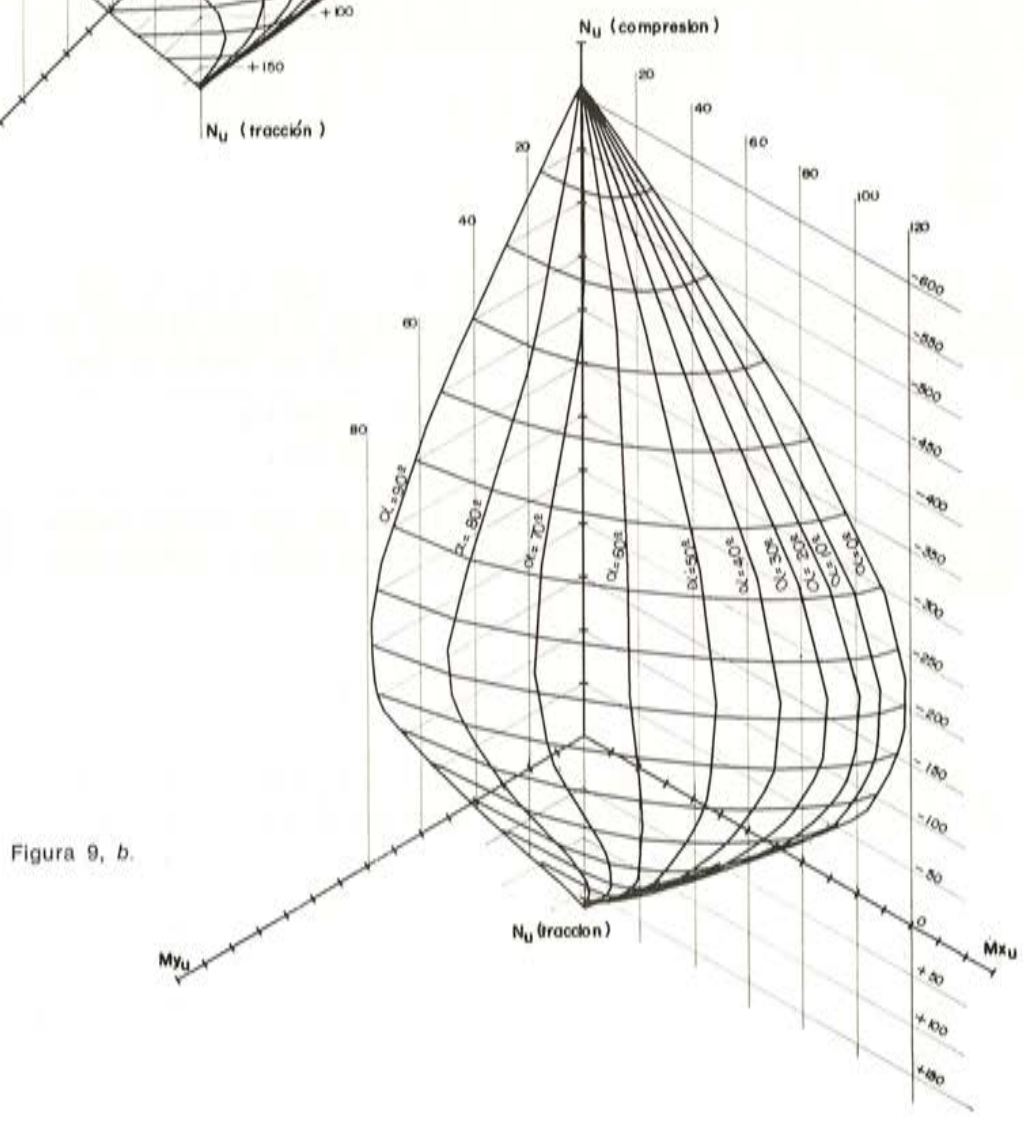 +100
+150
Nu (tracción)
Nu (compresion)
20
40
60
80
100
120
20
40
60
80
-600
-550
-500
-450
-400
-350
-300
-250
-200
-150
-100
-50
0
+50
+100
+150
α=90º
α=80º
α=70º
α=60º
α=50º
α=40º
α=30º
α=20º
α=10º
α=0º
Figura 9, b.
Nu (traccion)
Myu
Mxu